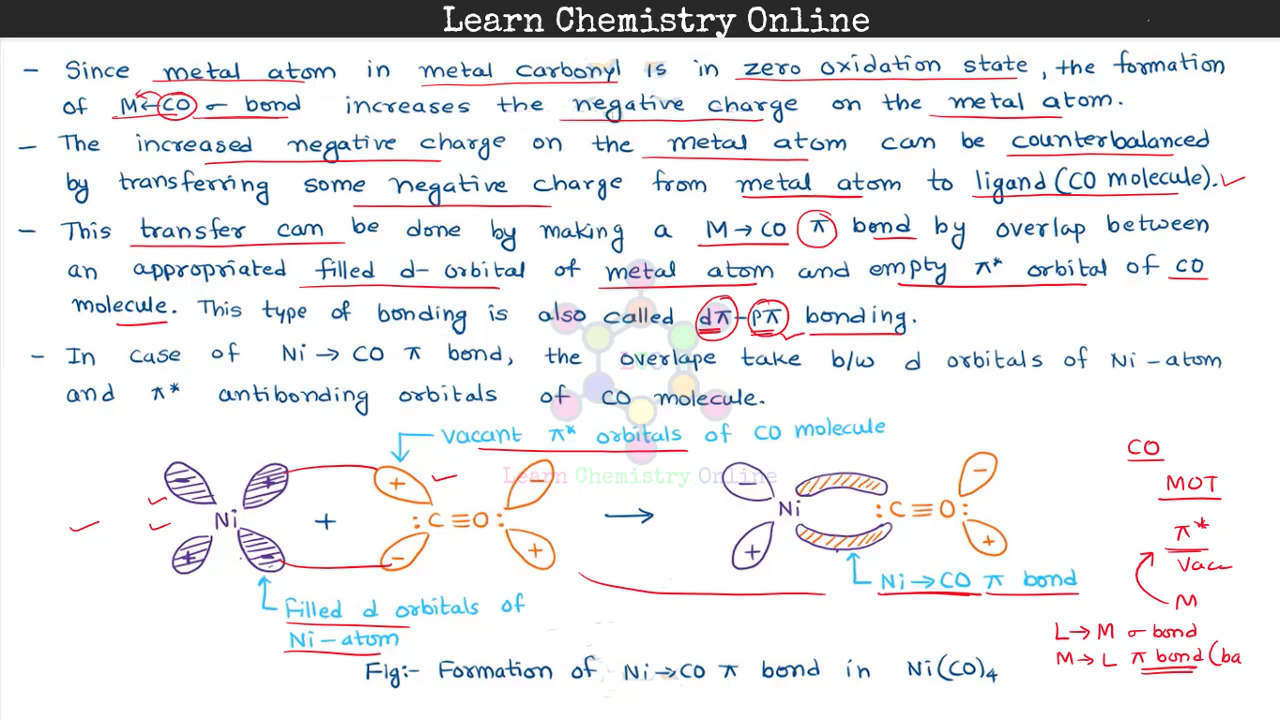 Learn Chemistry Online
- Since metal atom in metal carbonyl is in zero oxidation state, the formation
of M←CO σ bond increases the negative charge on the metal atom.
- The increased negative charge on the metal atom can be counterbalanced
by transferring some negative charge from metal atom to ligand (CO molecule).
- This transfer can be done by making a M→CO π bond by overlap between
an appropriated filled d-orbital of metal atom and empty π* orbital of CO
molecule. This type of bonding is also called dπ-pπ bonding.
- In case of Ni→CO π bond, the overlape take b/w d orbitals of Ni-atom
and π* antibonding orbitals of CO molecule.
Vacant π* orbitals of CO molecule
Learn Chemistry Online
CO
MOT
π*
Vac
M
- + - + Ni
+
+ - :C≡O: +
→
- + Ni :C≡O: - +
Ni→CO π bond
Filled d orbitals of
Ni-atom
L→M σ bond
M→L π bond (ba
Fig:- Formation of Ni→CO π bond in Ni(CO)4